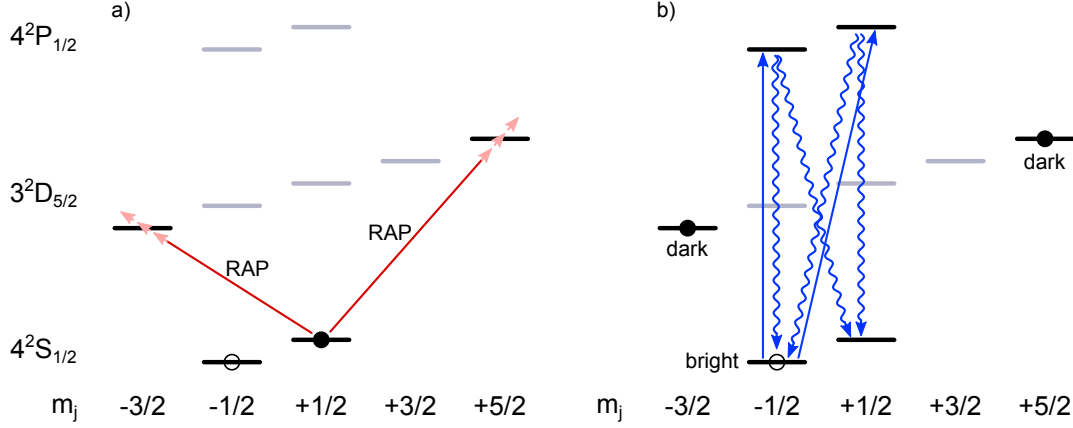 a)
4²P₁/₂
3²D₅/₂
4²S₁/₂
RAP
RAP
mⱼ -3/2 -1/2 +1/2 +3/2 +5/2
b)
dark
dark
bright
mⱼ -3/2 -1/2 +1/2 +3/2 +5/2